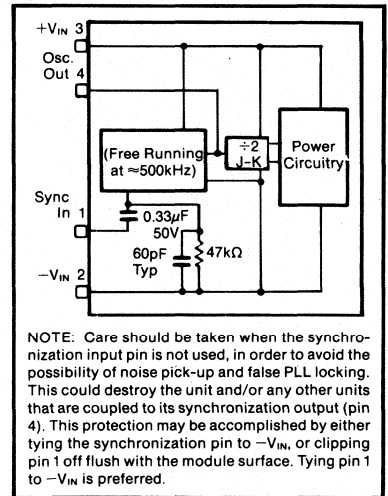 +VIN 3
Osc.
Out 4
(Free Running
at ≈500kHz)
÷2
J-K
Power
Circuitry
Sync
In 1
0.33µF
50V
60pF
Typ
47kΩ
−VIN 2
NOTE: Care should be taken when the synchro-
nization input pin is not used, in order to avoid the
possibility of noise pick-up and false PLL locking.
This could destroy the unit and/or any other units
that are coupled to its synchronization output (pin
4). This protection may be accomplished by either
tying the synchronization pin to −VIN, or clipping
pin 1 off flush with the module surface. Tying pin 1
to −VIN is preferred.